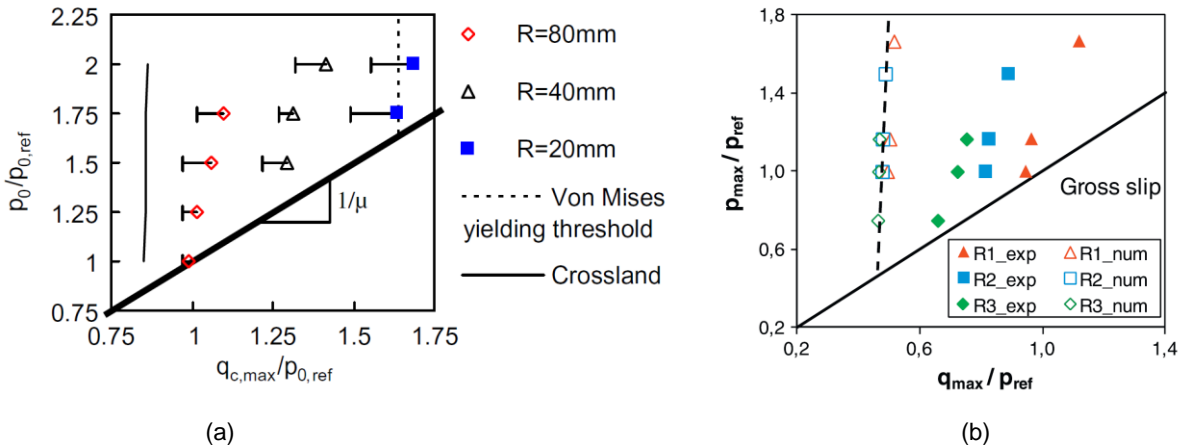 2.25
2
1.75
1.5
1.25
1
0.75
0.75
1
1.25
1.5
1.75
p0/p0,ref
qc,max/p0,ref
1/μ
R=80mm
R=40mm
R=20mm
Von Mises
yielding threshold
Crossland
(a)
b)
1,8
1,4
1,0
0,6
0,2
0,2
0,6
1,0
1,4
pmax/pref
qmax/pref
Gross slip
R1_exp R1_num
R2_exp R2_num
R3_exp R3_num
(b)